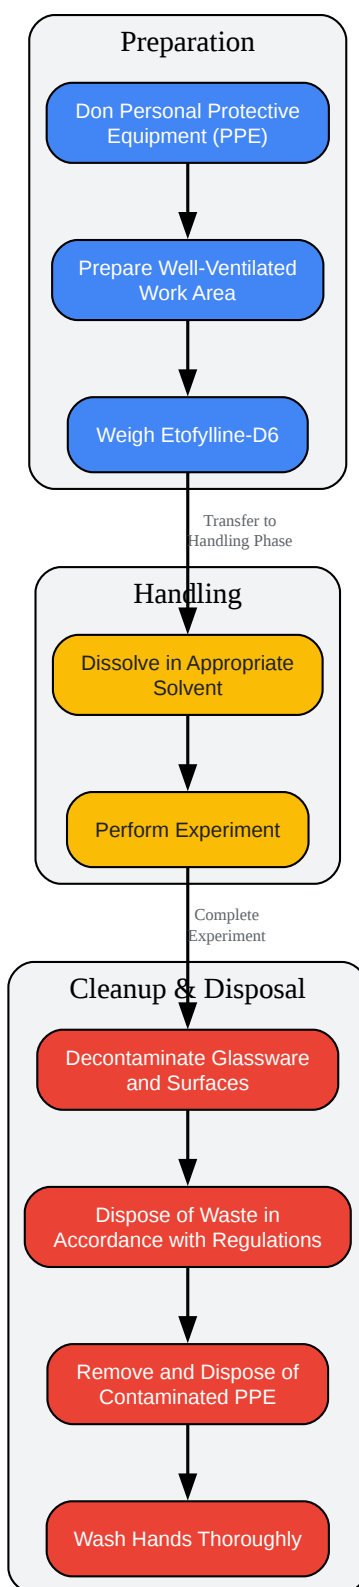 Preparation
Don Personal Protective
Equipment (PPE)
Prepare Well-Ventilated
Work Area
Weigh Etofylline-D6
Transfer to
Handling Phase
Handling
Dissolve in Appropriate
Solvent
Perform Experiment
Complete
Experiment
Cleanup & Disposal
Decontaminate Glassware
and Surfaces
Dispose of Waste in
Accordance with Regulations
Remove and Dispose of
Contaminated PPE
Wash Hands Thoroughly